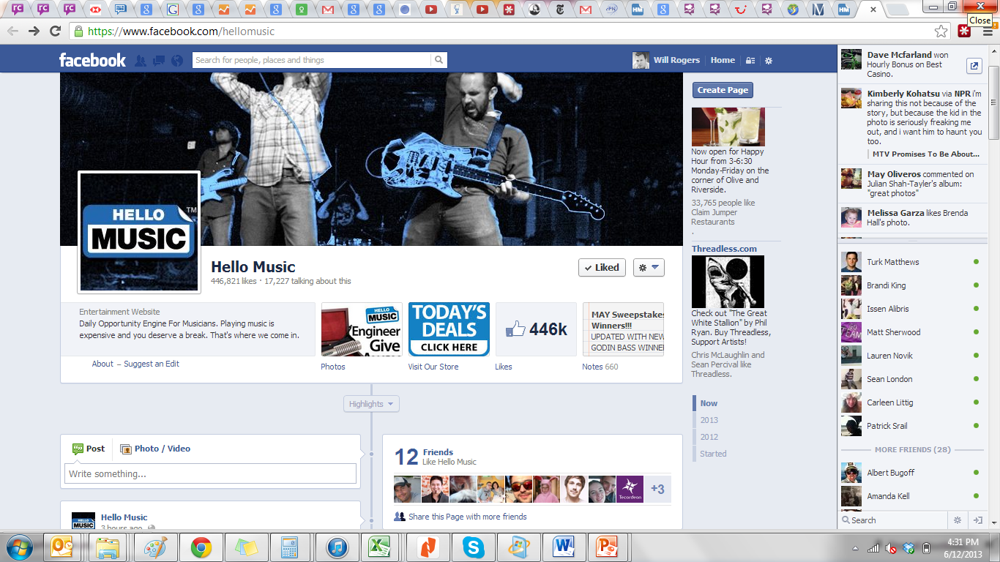 Close
https://www.facebook.com/hellomusic
facebook
Search for people, places and things
Will Rogers
Home
Create Page
Now open for Happy
Hour from 3-6:30
Monday-Friday on the
corner of Olive and
Riverside.
33,765 people like
Claim Jumper
Restaurants
.
Threadless.com
Check out "The Great
White Stallion" by Phil
Ryan. Buy Threadless,
Support Artists!
Chris McLaughlin and
Sean Percival like
Threadless.
Now
2013
2012
Started
HELLO
MUSIC
TM
Hello Music
446,821 likes · 17,227 talking about this
Liked
Entertainment Website
Daily Opportunity Engine For Musicians. Playing music is
expensive and you deserve a break. That's where we come in.
About – Suggest an Edit
HELLO
MUSIC
Engineer
Give
Photos
TODAY'S
DEALS
CLICK HERE
Visit Our Store
446k
Likes
MAY Sweepstakes
Winners!!!
UPDATED WITH NEW
GODIN BASS WINNE
Notes 660
Highlights
Post
Photo / Video
Write something...
HELLO
MUSIC
Hello Music
3 hours ago
12
Friends
Like Hello Music
Tecordeon
+3
Share this Page with more friends
Dave Mcfarland won
Hourly Bonus on Best
Casino.
Kimberly Kohatsu via NPR i'm
sharing this not because of the
story, but because the kid in the
photo is seriously freaking me
out, and i want him to haunt you
too.
MTV Promises To Be About...
May Oliveros commented on
Julian Shah-Tayler's album:
"great photos"
Melissa Garza likes Brenda
Hall's photo.
Turk Matthews
Brandi King
Issen Alibris
Matt Sherwood
Lauren Novik
Sean London
Carleen Littig
Patrick Srail
MORE FRIENDS (28)
Albert Bugoff
Amanda Kell
Search
4:31 PM
6/12/2013